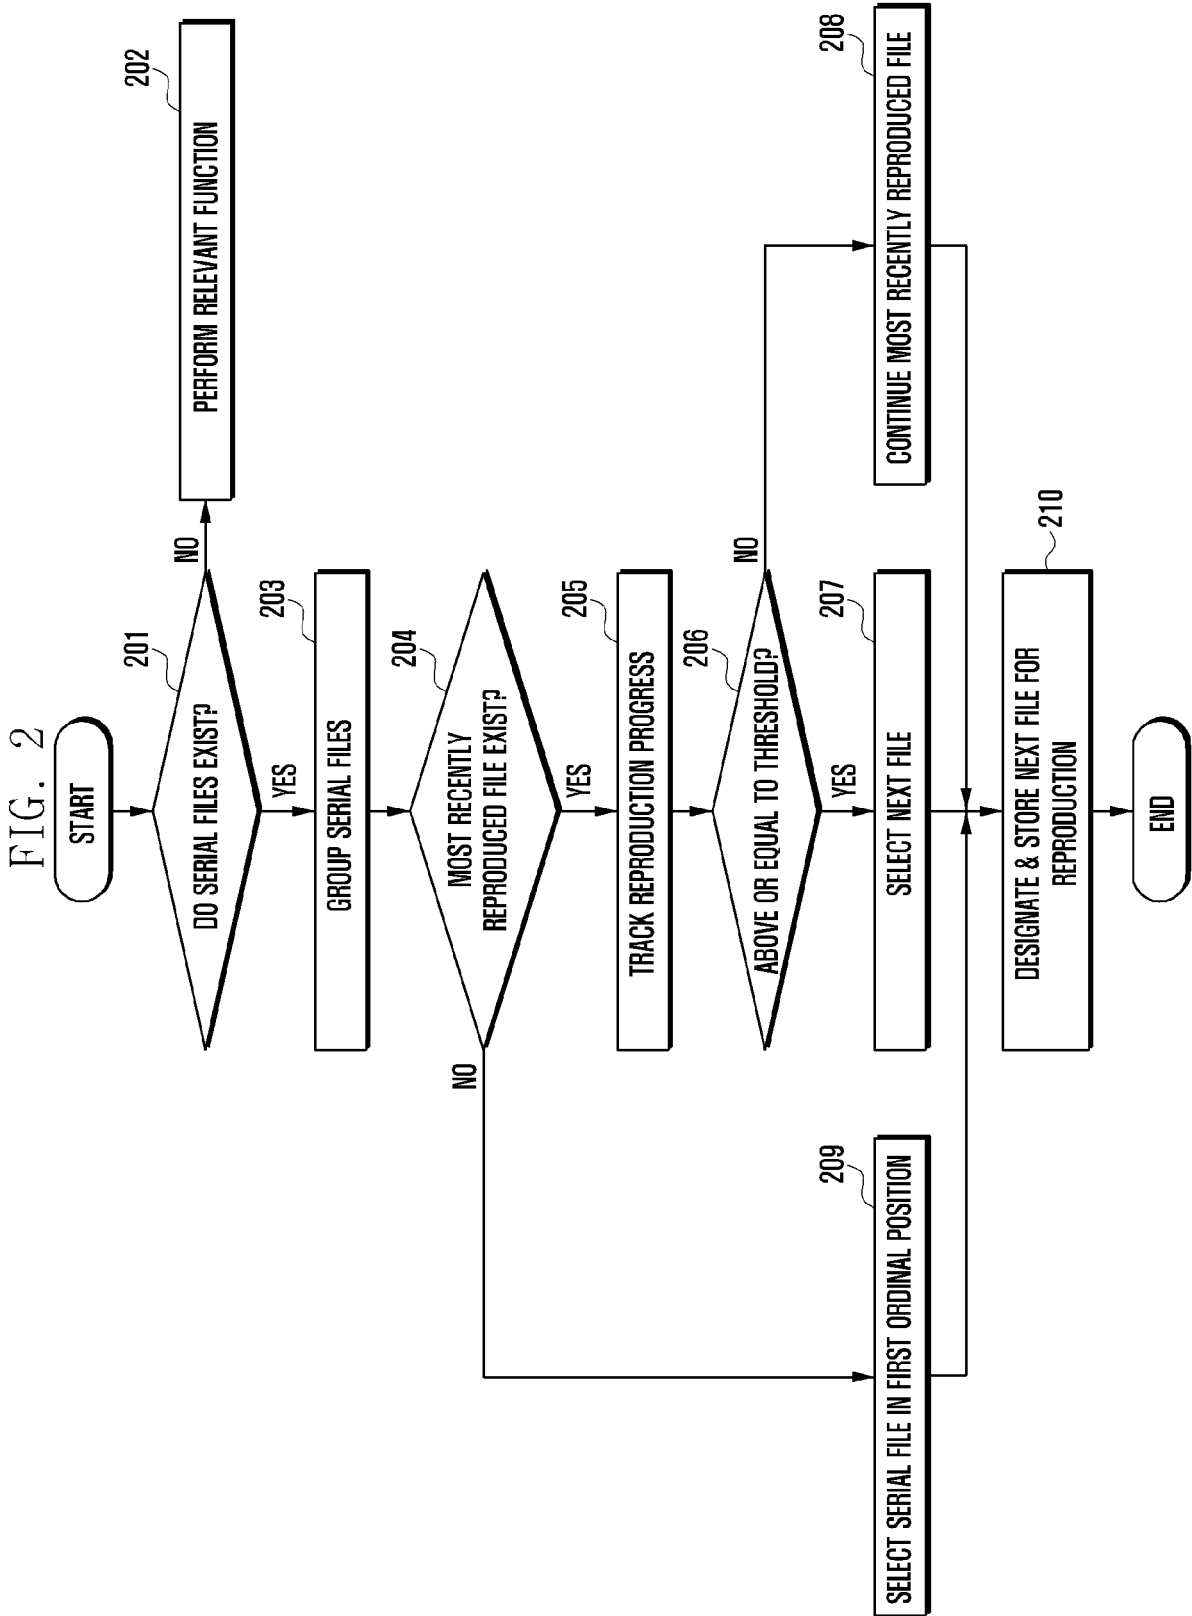 FIG. 2
START
201
DO SERIAL FILES EXIST?
NO
202
PERFORM RELEVANT FUNCTION
YES
203
GROUP SERIAL FILES
204
MOST RECENTLY
REPRODUCED FILE EXIST?
NO
YES
205
TRACK REPRODUCTION PROGRESS
206
ABOVE OR EQUAL TO THRESHOLD?
NO
YES
209
SELECT SERIAL FILE IN FIRST ORDINAL POSITION
207
SELECT NEXT FILE
208
CONTINUE MOST RECENTLY REPRODUCED FILE
210
DESIGNATE & STORE NEXT FILE FOR
REPRODUCTION
END